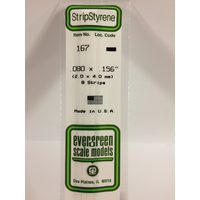 StripStyrene
Item No. Loc. Code
167
.080 x .156"
(2.0 x 4.0 mm)
8 Strips
Made in U.S.A.
evergreen
scale models
Des Plaines, IL 60018